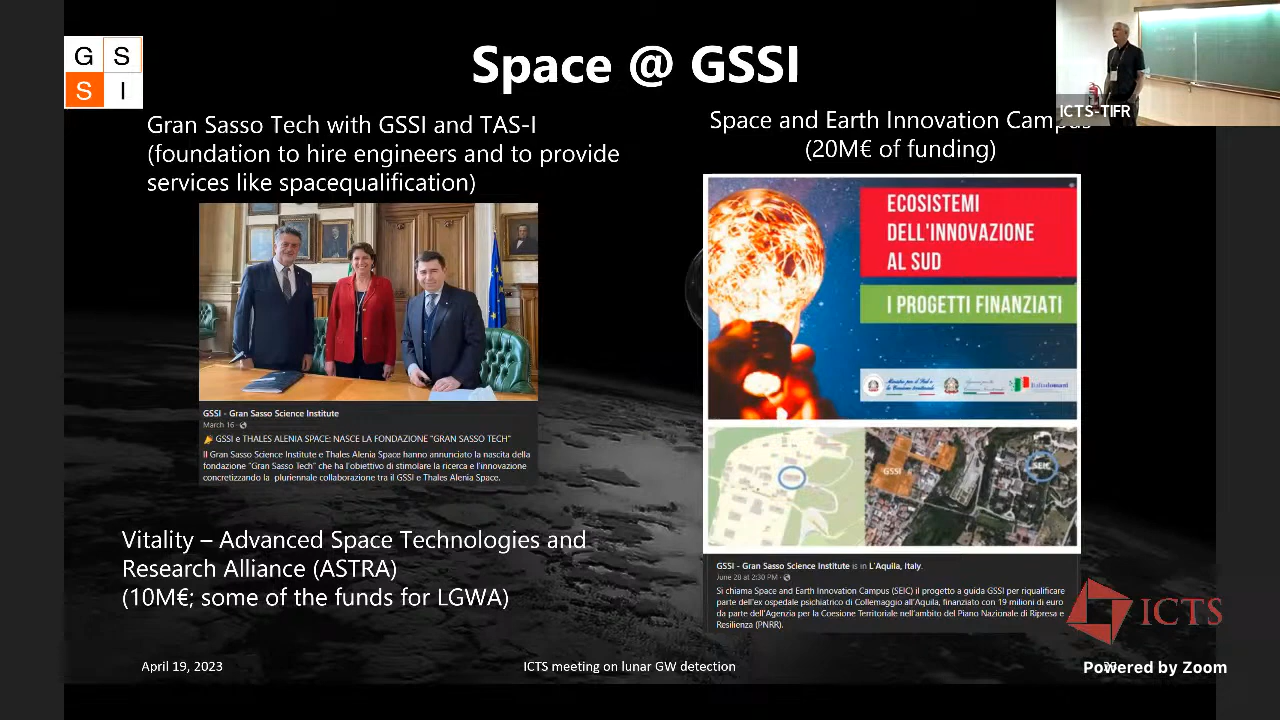 G S
S I
Space @ GSSI
ICTS-TIFR
Gran Sasso Tech with GSSI and TAS-I
(foundation to hire engineers and to provide
services like spacequalification)
GSSI - Gran Sasso Science Institute
March 16
GSSI e THALES ALENIA SPACE: NASCE LA FONDAZIONE "GRAN SASSO TECH"
Il Gran Sasso Science Institute e Thales Alenia Space hanno annunciato la nascita della
fondazione "Gran Sasso Tech" che ha l'obiettivo di stimolare la ricerca e l'innovazione
concretizzando la pluriennale collaborazione tra il GSSI e Thales Alenia Space.
Vitality – Advanced Space Technologies and
Research Alliance (ASTRA)
(10M€; some of the funds for LGWA)
Space and Earth Innovation Campus
(20M€ of funding)
ECOSISTEMI
DELL'INNOVAZIONE
AL SUD
I PROGETTI FINANZIATI
GSSI
SEIC
GSSI - Gran Sasso Science Institute is in L'Aquila, Italy.
June 28 at 2:30 PM
Si chiama Space and Earth Innovation Campus (SEIC) il progetto a guida GSSI per riqualificare
parte dell'ex ospedale psichiatrico di Collemaggio all'Aquila, finanziato con 19 milioni di euro
da parte dell'Agenzia per la Coesione Territoriale nell'ambito del Piano Nazionale di Ripresa e
Resilienza (PNRR).
ICTS
April 19, 2023
ICTS meeting on lunar GW detection
Powered by Zoom